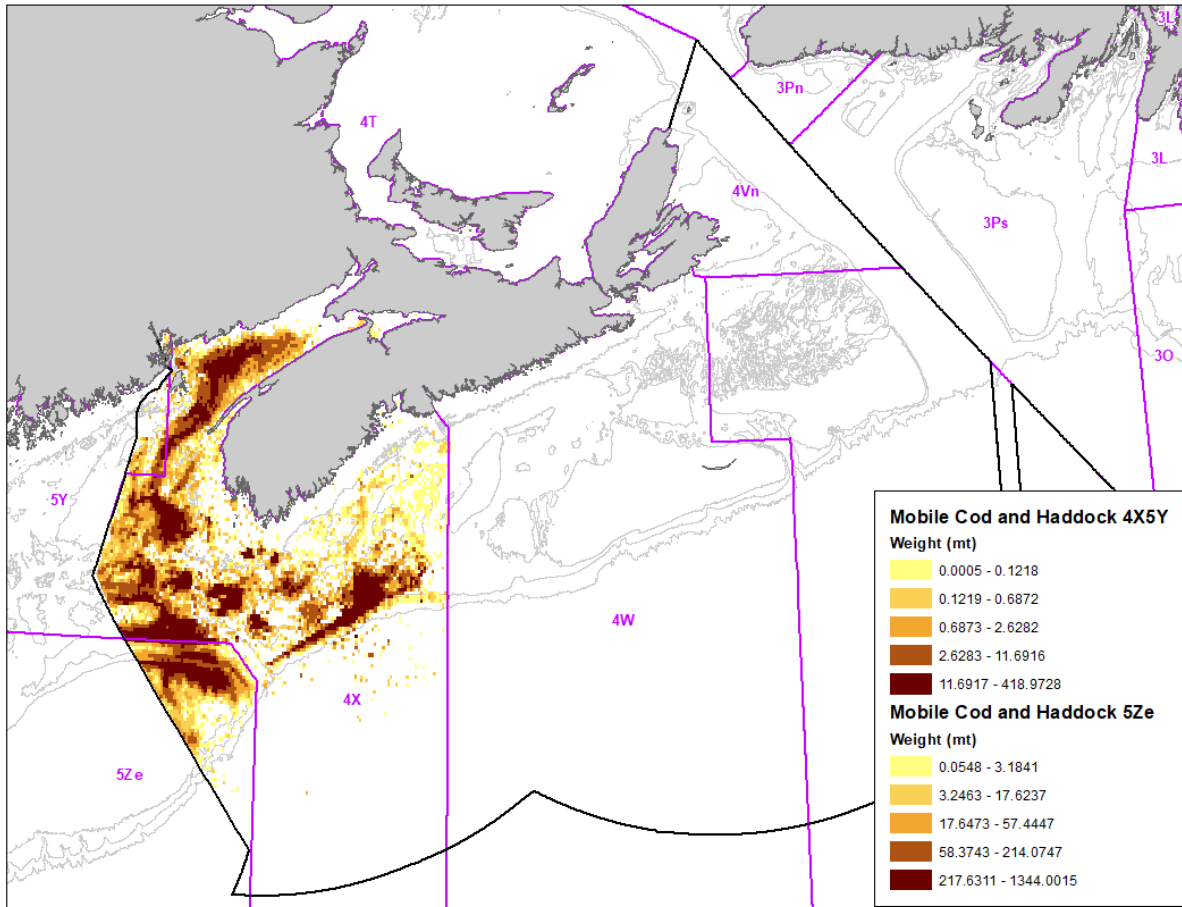 3L
3Pn
4T
3L
4Vn
3Ps
3O
5Y
4W
4X
5Ze
Mobile Cod and Haddock 4X5Y
Weight (mt)
0.0005 - 0.1218
0.1219 - 0.6872
0.6873 - 2.6282
2.6283 - 11.6916
11.6917 - 418.9728
Mobile Cod and Haddock 5Ze
Weight (mt)
0.0548 - 3.1841
3.2463 - 17.6237
17.6473 - 57.4447
58.3743 - 214.0747
217.6311 - 1344.0015